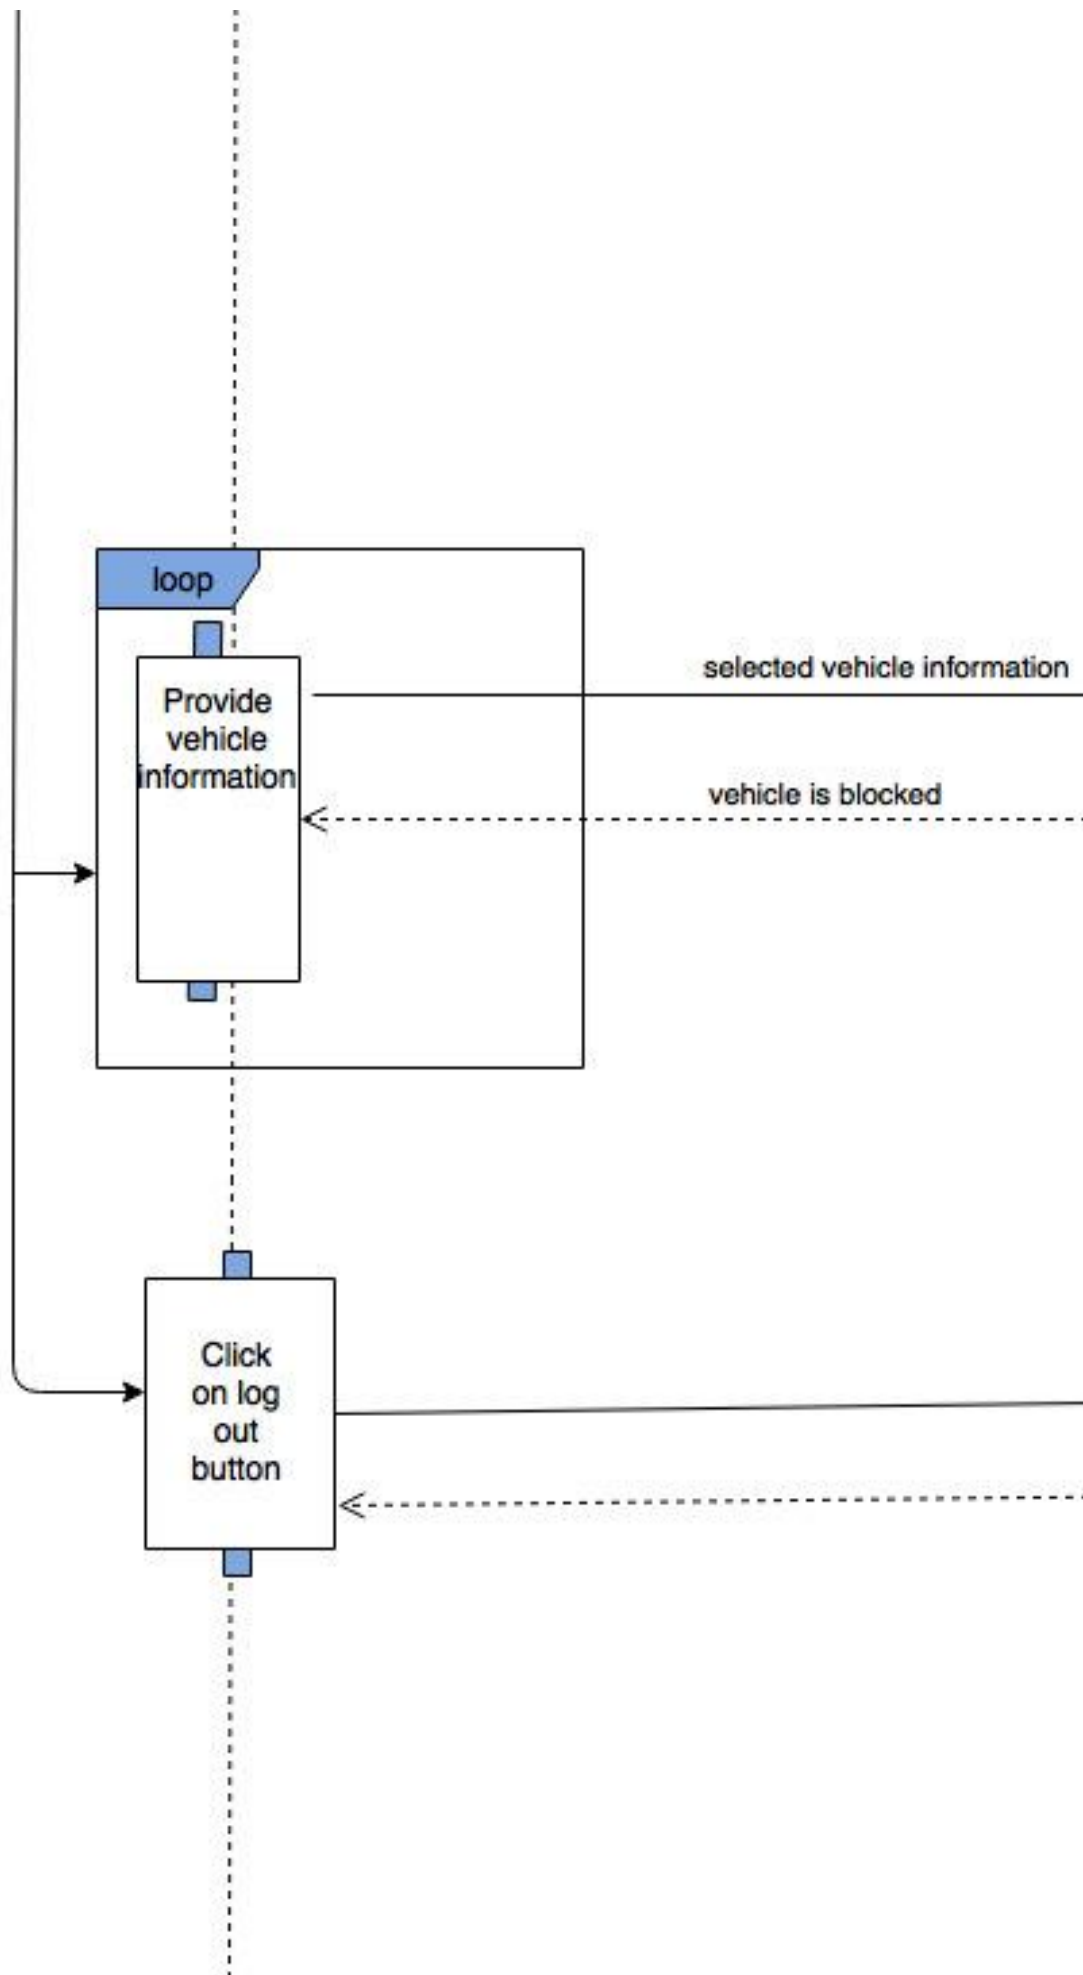 loop
selected vehicle information
Provide
vehicle
information
vehicle is blocked
Click
on log
out
button